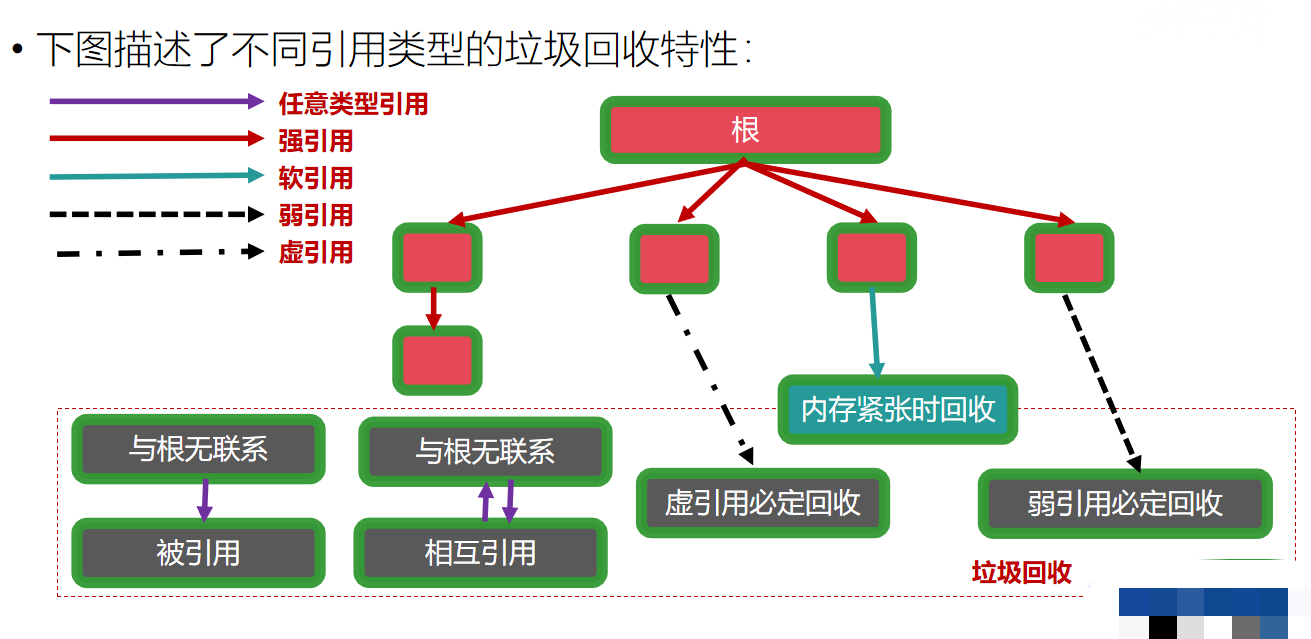 • 下图描述了不同引用类型的垃圾回收特性：
任意类型引用
强引用
软引用
弱引用
虚引用
根
内存紧张时回收
与根无联系
与根无联系
虚引用必定回收
弱引用必定回收
被引用
相互引用
垃圾回收